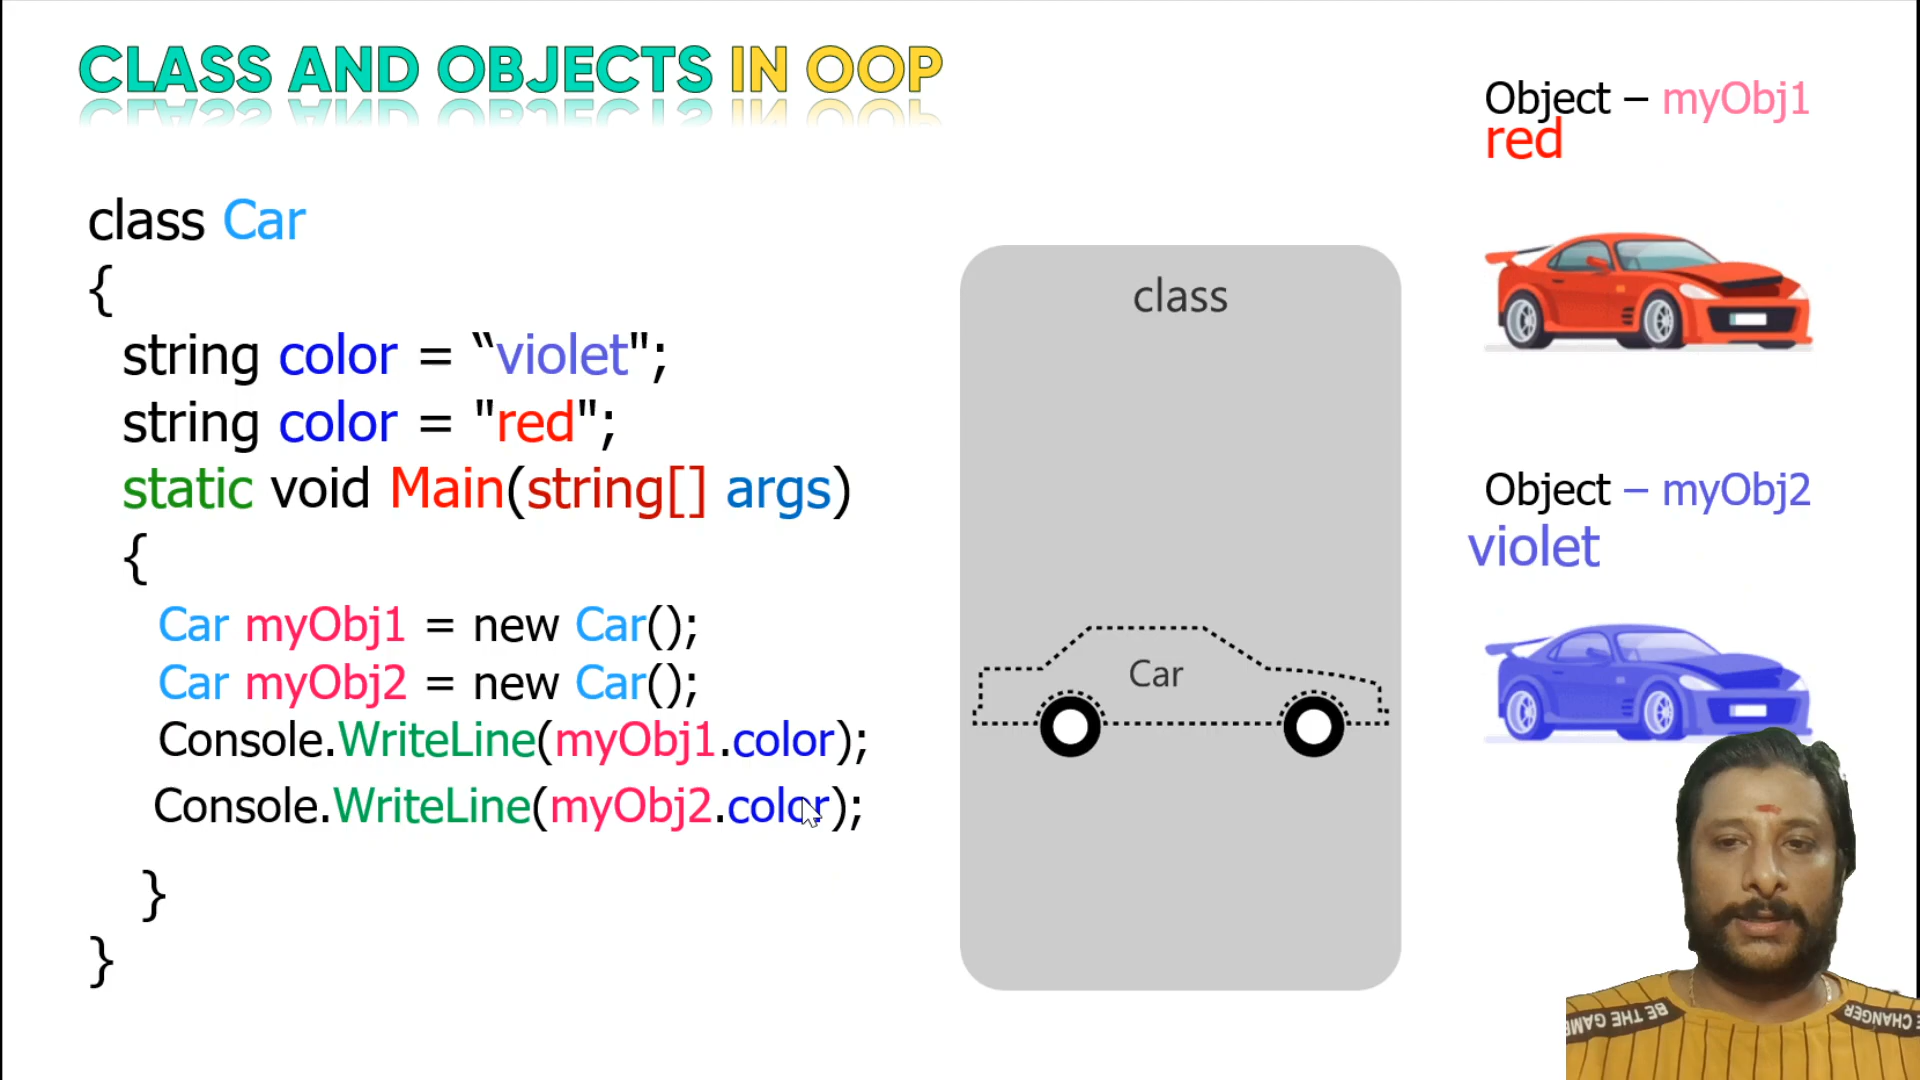 CLASS AND OBJECTS IN OOP
class Car
{
string color = “violet";
string color = "red";
static void Main(string[] args)
{
Car myObj1 = new Car();
Car myObj2 = new Car();
Console.WriteLine(myObj1.color);
Console.WriteLine(myObj2.color);
}
}
class
Car
Object – myObj1
red
Object – myObj2
violet
BE THE GAME
CHANGER